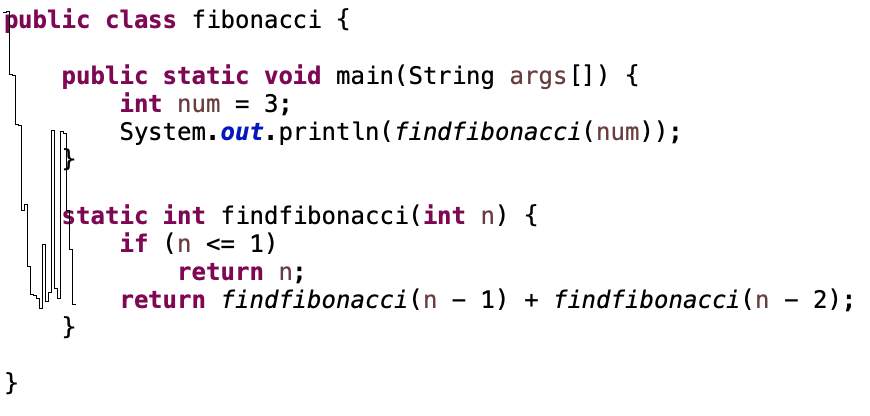 public class fibonacci {
public static void main(String args[]) {
int num = 3;
System.out.println(findfibonacci(num));
}
static int findfibonacci(int n) {
if (n <= 1)
return n;
return findfibonacci(n - 1) + findfibonacci(n - 2);
}
}